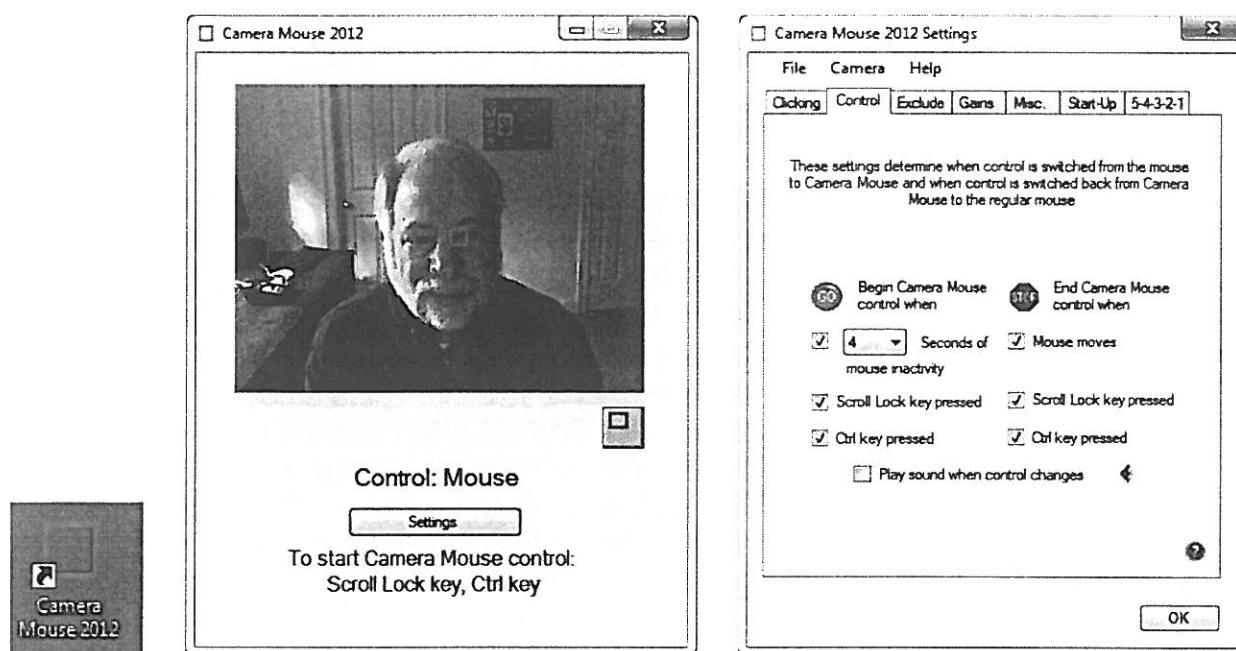 Camera
Mouse 2012
Camera Mouse 2012
Control: Mouse
Settings
To start Camera Mouse control:
Scroll Lock key, Ctrl key
Camera Mouse 2012 Settings
File Camera Help
Clicking Control Exclude Gains Misc. Start-Up 5-4-3-2-1
These settings determine when control is switched from the mouse
to Camera Mouse and when control is switched back from Camera
Mouse to the regular mouse
GO Begin Camera Mouse
control when
STOP End Camera Mouse
control when
4 Seconds of
mouse inactivity
Mouse moves
Scroll Lock key pressed Scroll Lock key pressed
Ctrl key pressed Ctrl key pressed
Play sound when control changes
?
OK